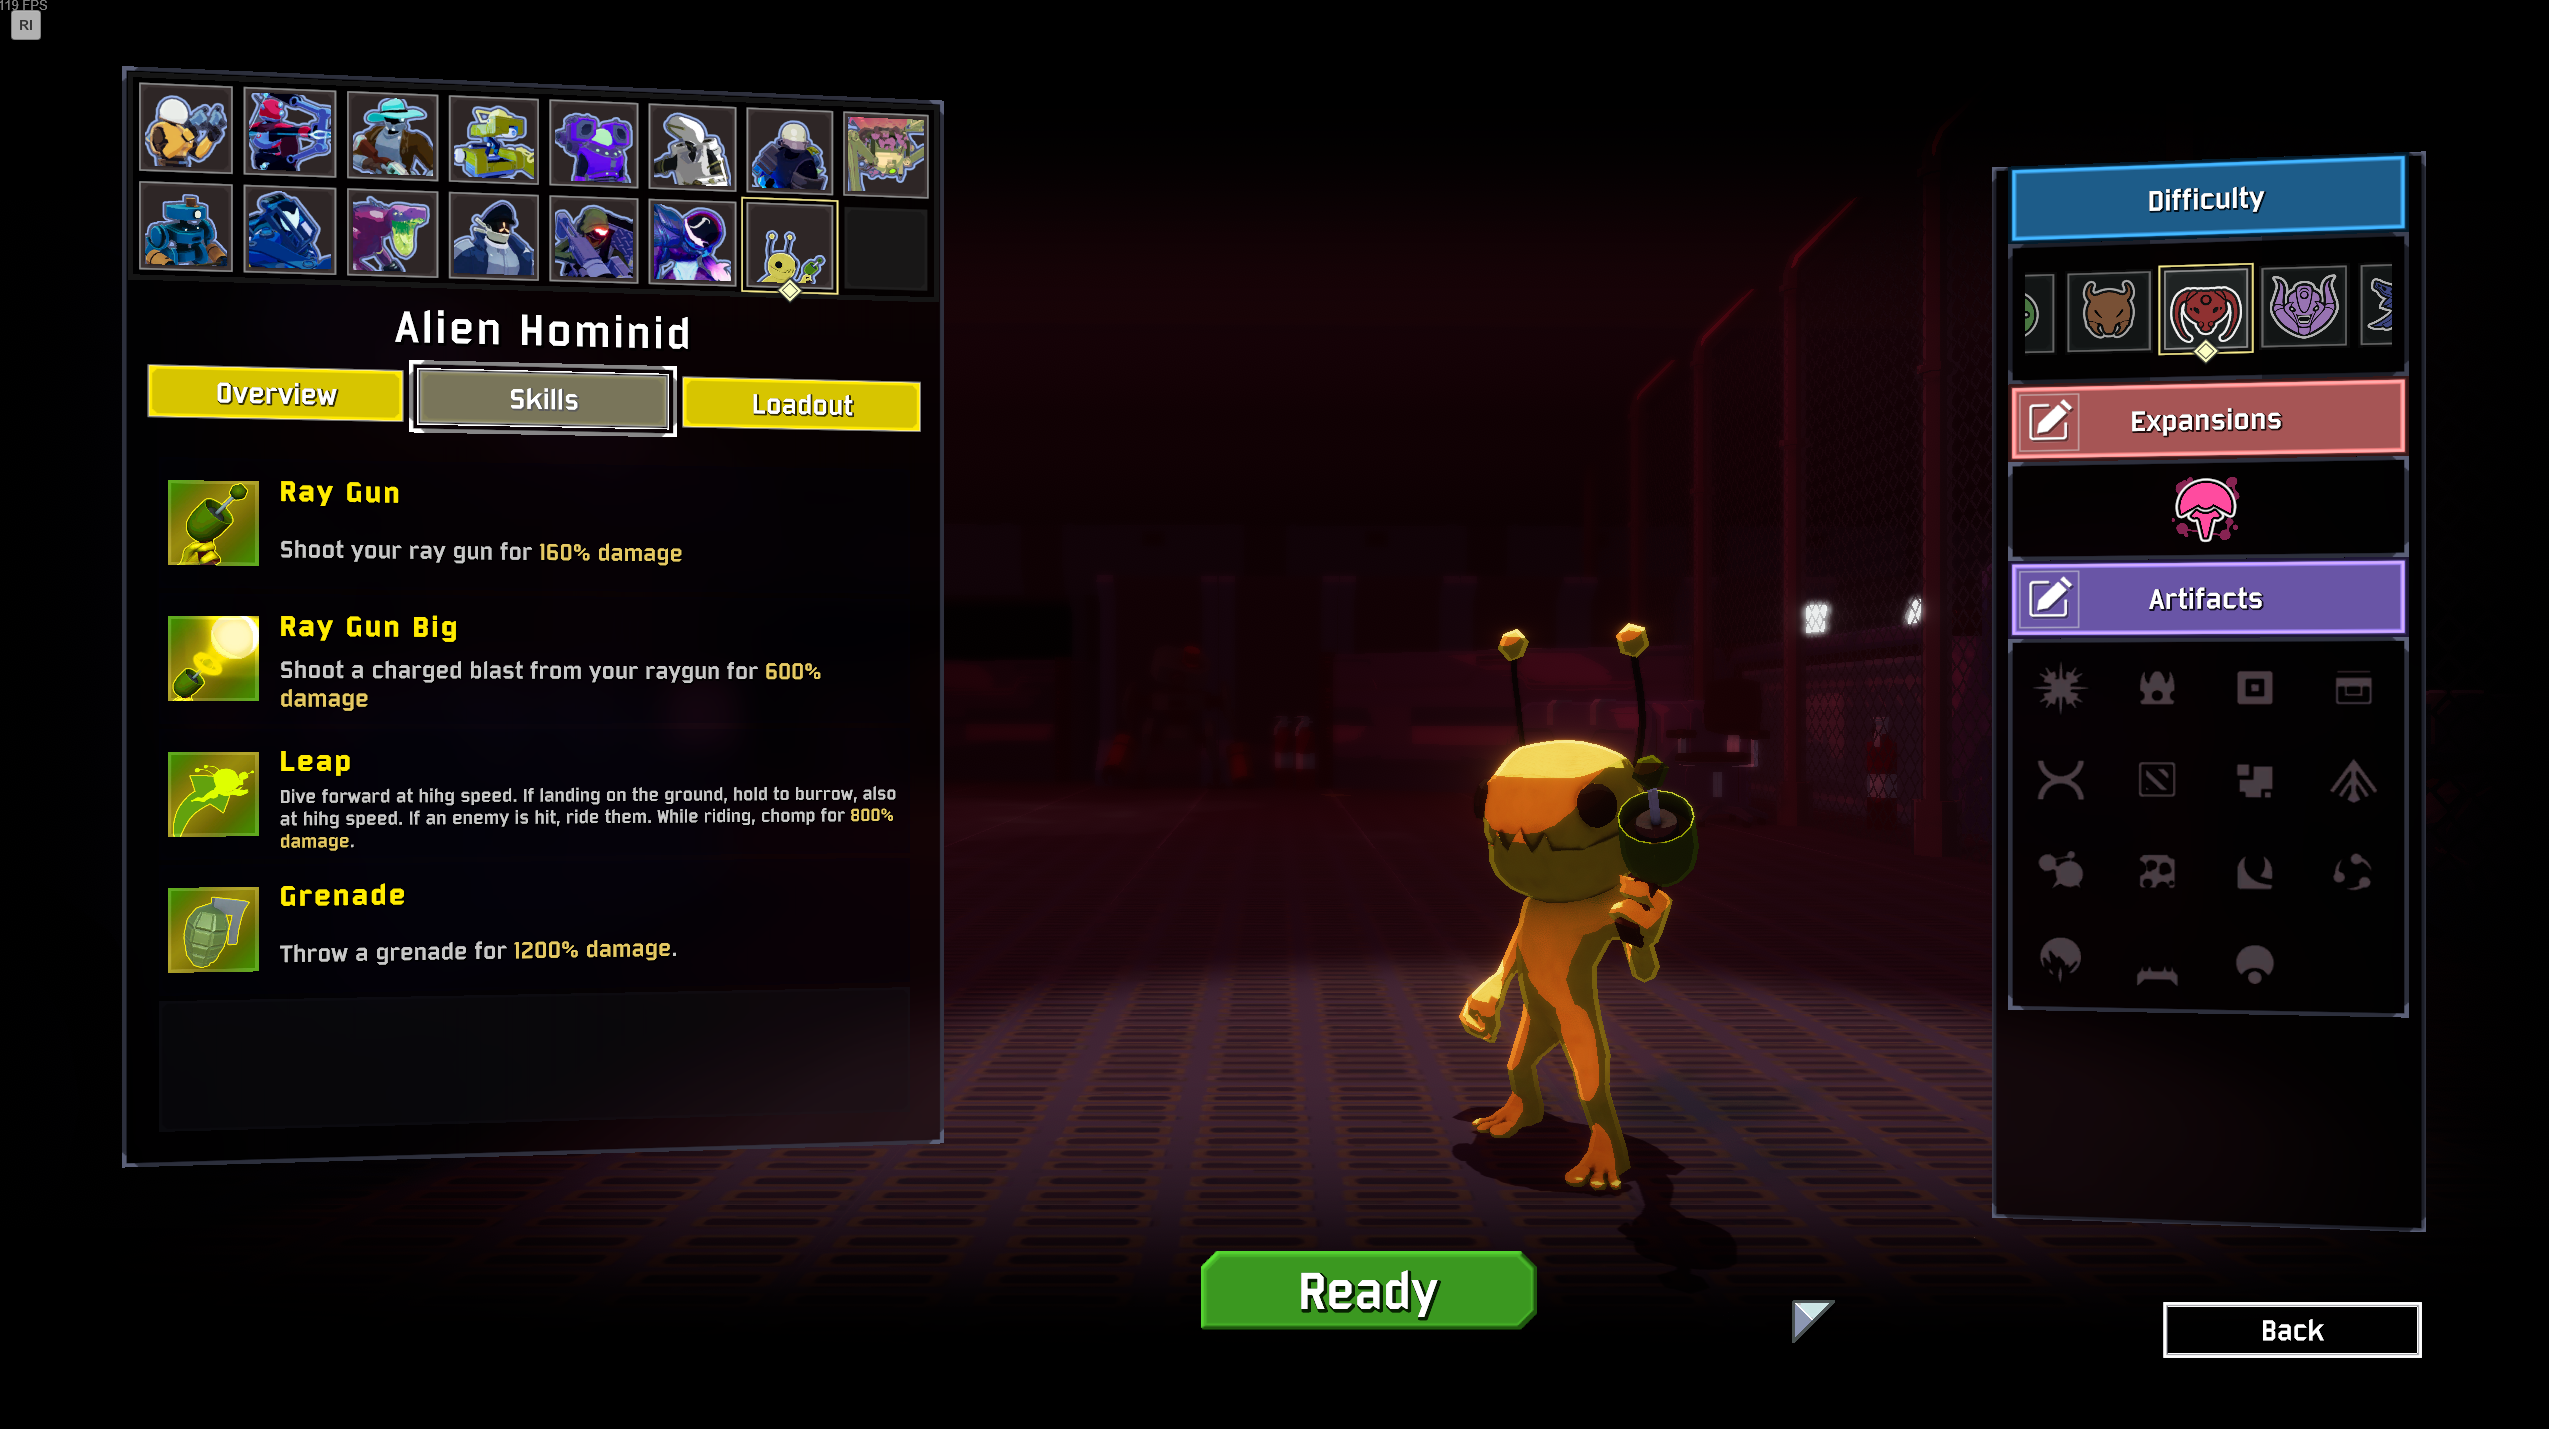 119 FPS
RI
Alien Hominid
Overview
Skills
Loadout
Ray Gun
Shoot your ray gun for 160% damage
Ray Gun Big
Shoot a charged blast from your raygun for 600%
damage
Leap
Dive forward at hihg speed. If landing on the ground, hold to burrow, also
at hihg speed. If an enemy is hit, ride them. While riding, chomp for 800%
damage.
Grenade
Throw a grenade for 1200% damage.
Difficulty
Expansions
Artifacts
Ready
Back